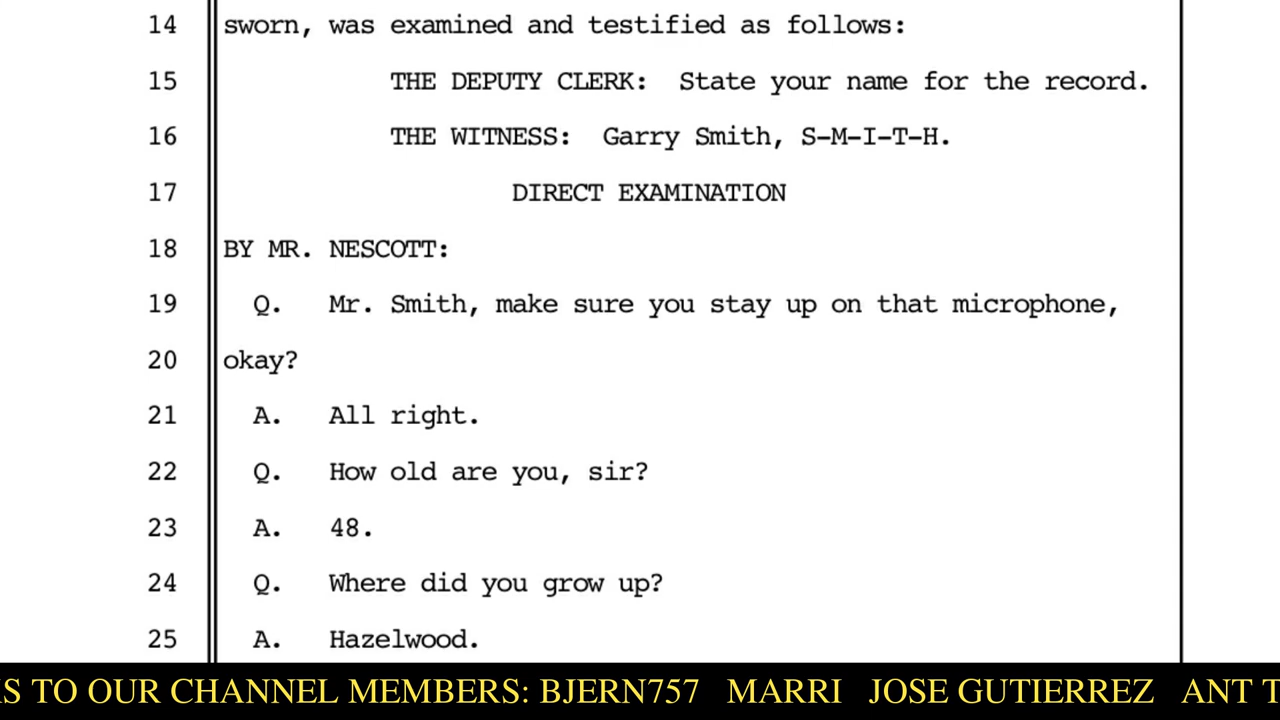 14 sworn, was examined and testified as follows:
15 THE DEPUTY CLERK: State your name for the record.
16 THE WITNESS: Garry Smith, S-M-I-T-H.
17 DIRECT EXAMINATION
18 BY MR. NESCOTT:
19 Q. Mr. Smith, make sure you stay up on that microphone,
20 okay?
21 A. All right.
22 Q. How old are you, sir?
23 A. 48.
24 Q. Where did you grow up?
25 A. Hazelwood.
S TO OUR CHANNEL MEMBERS: BJERN757 MARRI JOSE GUTIERREZ ANT T